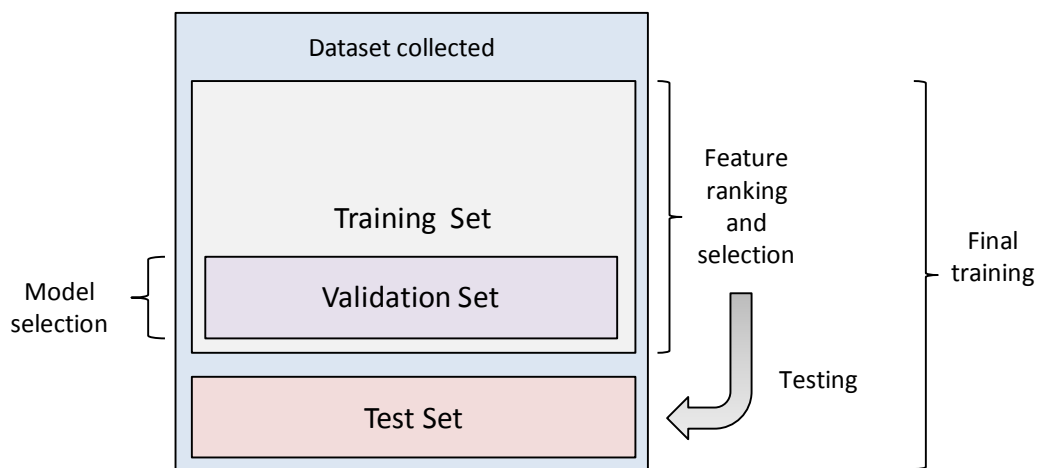 Dataset collected
Training Set
Validation Set
Test Set
Model
selection
Feature
ranking
and
selection
Testing
Final
training